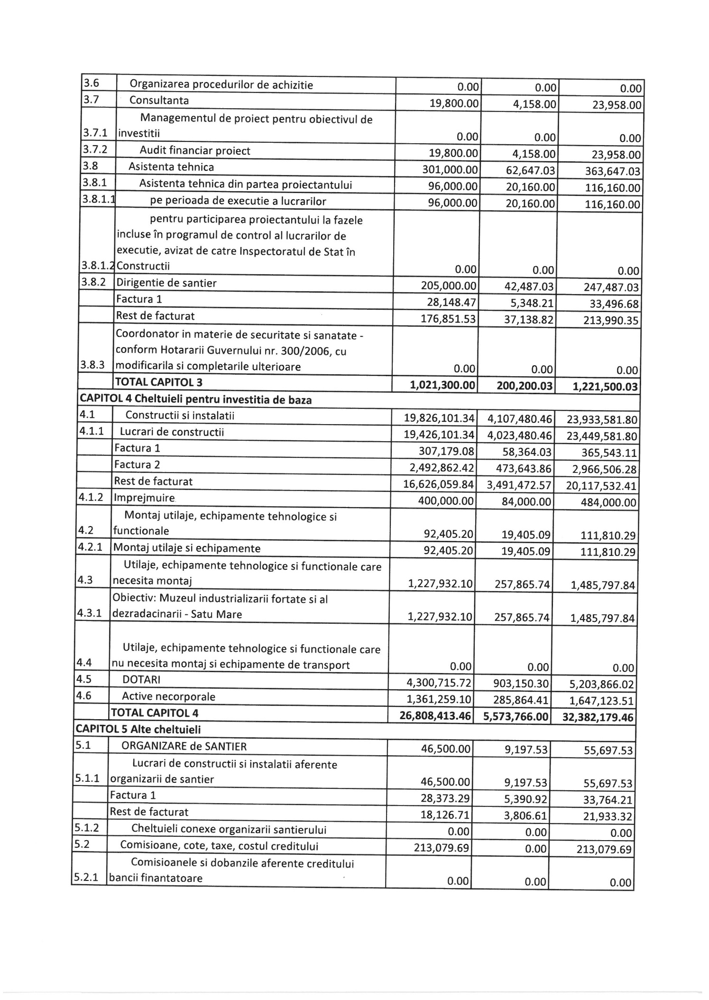 3.6 Organizarea procedurilor de achizitie 0.00 0.00 0.00
3.7 Consultanta 19,800.00 4,158.00 23,958.00
Managementul de proiect pentru obiectivul de
3.7.1 investitii 0.00 0.00 0.00
3.7.2 Audit financiar proiect 19,800.00 4,158.00 23,958.00
3.8 Asistenta tehnica 301,000.00 62,647.03 363,647.03
3.8.1 Asistenta tehnica din partea proiectantului 96,000.00 20,160.00 116,160.00
3.8.1.1 pe perioada de executie a lucrarilor 96,000.00 20,160.00 116,160.00
pentru participarea proiectantului la fazele
incluse în programul de control al lucrarilor de
executie, avizat de catre Inspectoratul de Stat în
3.8.1.2 Constructii 0.00 0.00 0.00
3.8.2 Dirigentie de santier 205,000.00 42,487.03 247,487.03
Factura 1 28,148.47 5,348.21 33,496.68
Rest de facturat 176,851.53 37,138.82 213,990.35
Coordonator in materie de securitate si sanatate -
conform Hotararii Guvernului nr. 300/2006, cu
3.8.3 modificarila si completarile ulterioare 0.00 0.00 0.00
TOTAL CAPITOL 3 1,021,300.00 200,200.03 1,221,500.03
CAPITOL 4 Cheltuieli pentru investitia de baza
4.1 Constructii si instalatii 19,826,101.34 4,107,480.46 23,933,581.80
4.1.1 Lucrari de constructii 19,426,101.34 4,023,480.46 23,449,581.80
Factura 1 307,179.08 58,364.03 365,543.11
Factura 2 2,492,862.42 473,643.86 2,966,506.28
Rest de facturat 16,626,059.84 3,491,472.57 20,117,532.41
4.1.2 Imprejmuire 400,000.00 84,000.00 484,000.00
Montaj utilaje, echipamente tehnologice si
4.2 functionale 92,405.20 19,405.09 111,810.29
4.2.1 Montaj utilaje si echipamente 92,405.20 19,405.09 111,810.29
Utilaje, echipamente tehnologice si functionale care
4.3 necesita montaj 1,227,932.10 257,865.74 1,485,797.84
Obiectiv: Muzeul industrializarii fortate si al
4.3.1 dezradacinarii - Satu Mare 1,227,932.10 257,865.74 1,485,797.84
Utilaje, echipamente tehnologice si functionale care
4.4 nu necesita montaj si echipamente de transport 0.00 0.00 0.00
4.5 DOTARI 4,300,715.72 903,150.30 5,203,866.02
4.6 Active necorporale 1,361,259.10 285,864.41 1,647,123.51
TOTAL CAPITOL 4 26,808,413.46 5,573,766.00 32,382,179.46
CAPITOL 5 Alte cheltuieli
5.1 ORGANIZARE de SANTIER 46,500.00 9,197.53 55,697.53
Lucrari de constructii si instalatii aferente
5.1.1 organizarii de santier 46,500.00 9,197.53 55,697.53
Factura 1 28,373.29 5,390.92 33,764.21
Rest de facturat 18,126.71 3,806.61 21,933.32
5.1.2 Cheltuieli conexe organizarii santierului 0.00 0.00 0.00
5.2 Comisioane, cote, taxe, costul creditului 213,079.69 0.00 213,079.69
Comisioanele si dobanzile aferente creditului
5.2.1 bancii finantatoare 0.00 0.00 0.00